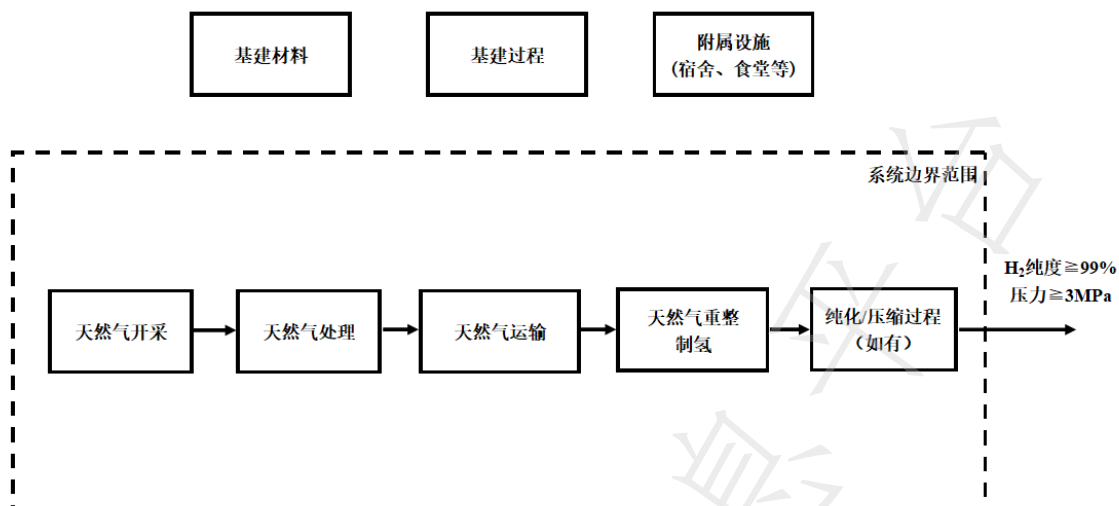 基建材料
基建过程
附属设施
(宿舍、食堂等)
系统边界范围
H₂纯度≧99%
压力≧3MPa
天然气开采
天然气处理
天然气运输
天然气重整
制氢
纯化/压缩过程
（如有）